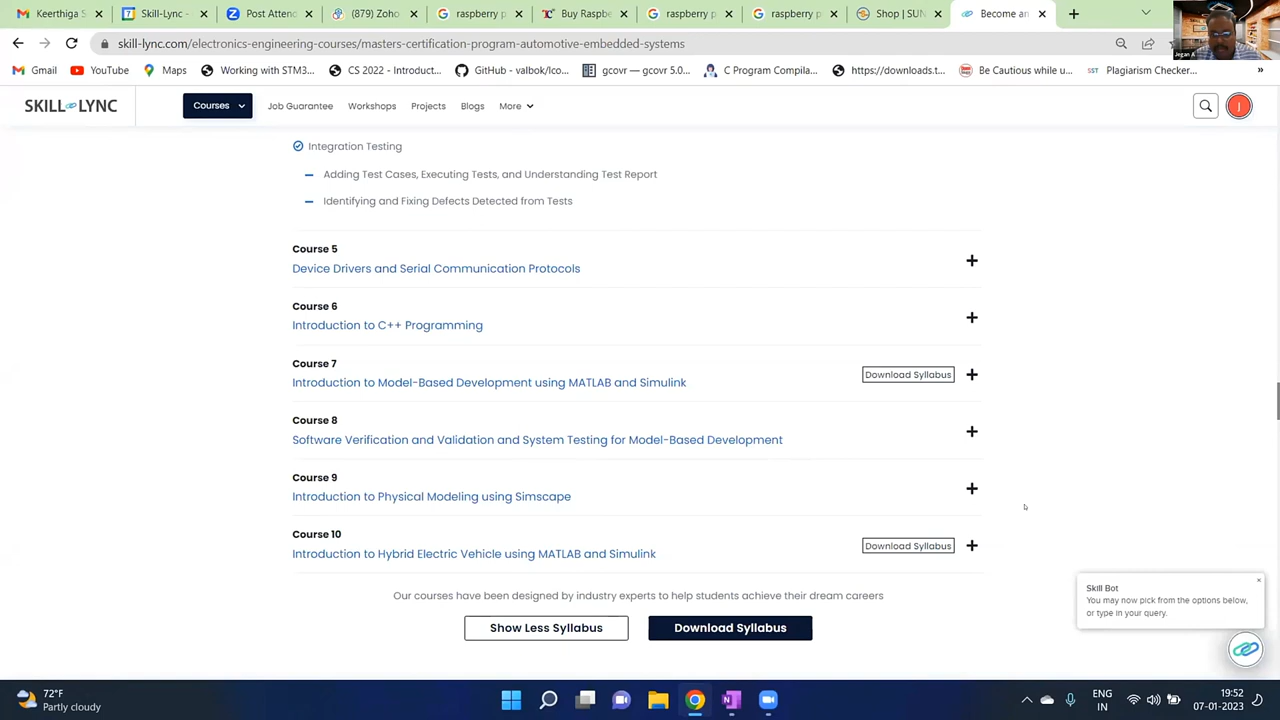 Keerthiga S
Skill-Lync -
Post Attend
(879) Zoho
raspberry p
Buy Raspbe
raspberry p
raspberry p
Shop | SUN
Become an
skill-lync.com/electronics-engineering-courses/masters-certification-program-automotive-embedded-systems
Jegan A
Gmail
YouTube
Maps
Working with STM3...
CS 2022 - Introduct...
GitHub - valbok/lco...
gcovr — gcovr 5.0...
C Program Compila...
https://downloads.t...
Be Cautious while u...
SST Plagiarism Checker...
»
SKILL LYNC
Courses
Job Guarantee
Workshops
Projects
Blogs
More
J
Integration Testing
Adding Test Cases, Executing Tests, and Understanding Test Report
Identifying and Fixing Defects Detected from Tests
Course 5
Device Drivers and Serial Communication Protocols
Course 6
Introduction to C++ Programming
Course 7
Introduction to Model-Based Development using MATLAB and Simulink
Download Syllabus
Course 8
Software Verification and Validation and System Testing for Model-Based Development
Course 9
Introduction to Physical Modeling using Simscape
Course 10
Introduction to Hybrid Electric Vehicle using MATLAB and Simulink
Download Syllabus
Our courses have been designed by industry experts to help students achieve their dream careers
Show Less Syllabus
Download Syllabus
Skill Bot
You may now pick from the options below,
or type in your query.
72°F
Partly cloudy
ENG
IN
19:52
07-01-2023